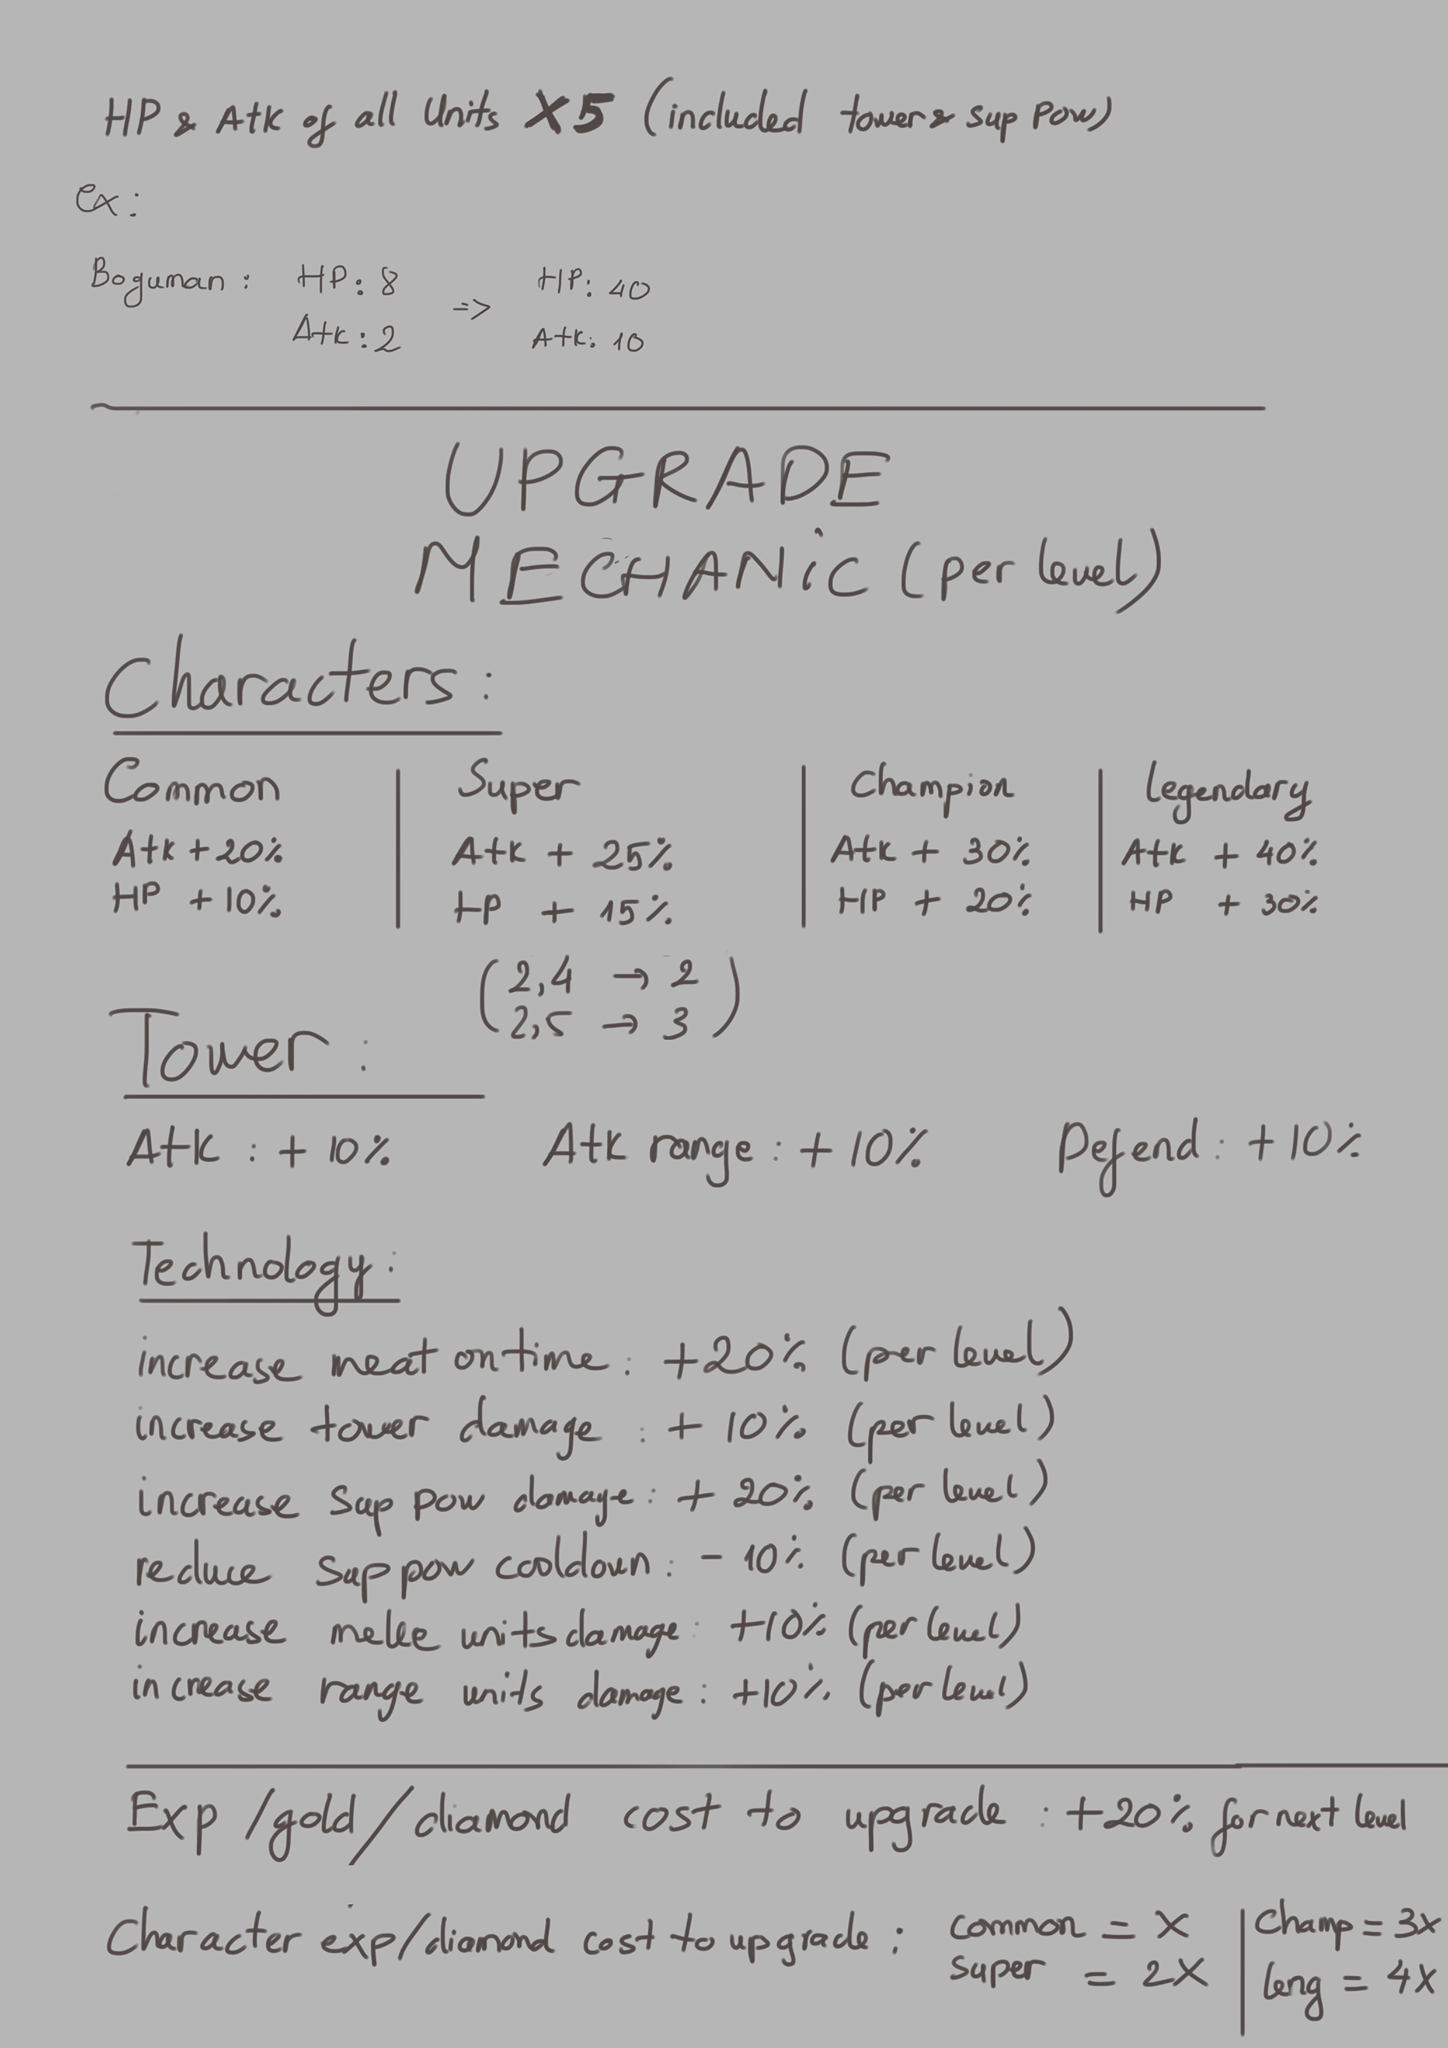 HP & Atk of all Units X5 (included tower & sup pow)
ex:
Boguman : HP: 8 => HP: 40
Atk: 2 Atk: 10
UPGRADE
MECHANiC (per level)
Characters :
Common | Super | Champion | Legendary
Atk +20% Atk + 25% Atk + 30% Atk + 40%
HP +10% HP + 15% HP + 20% HP + 30%
(2,4 → 2
2,5 → 3)
Tower :
Atk : + 10% Atk range : + 10% Defend : +10%
Technology :
increase meat on time : +20% (per level)
increase tower damage : + 10% (per level)
increase Sup pow damage : + 20% (per level)
reduce Sup pow cooldown : - 10% (per level)
increase melle units damage : +10% (per level)
increase range units damage : +10% (per level)
Exp /gold / diamond cost to upgrade : +20% for next level
Character exp/diamond cost to upgrade : common = X | Champ = 3x
super = 2X | leng = 4x